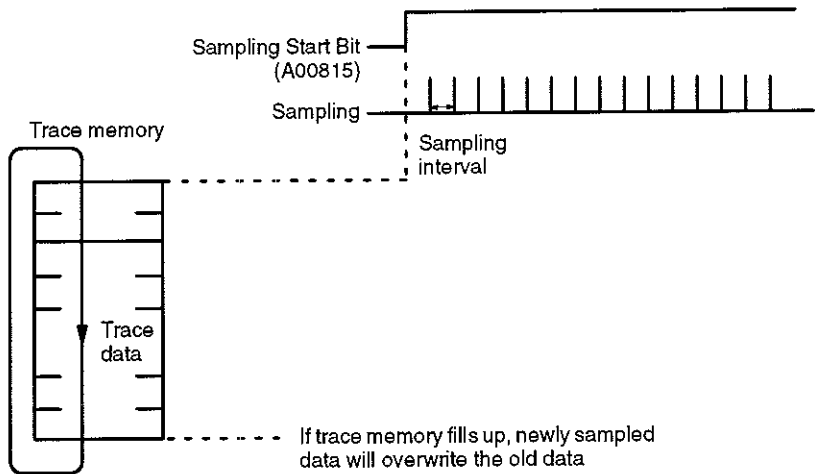 Sampling Start Bit
(A00815)
Sampling
Trace memory
Sampling
interval
Trace
data
If trace memory fills up, newly sampled
data will overwrite the old data